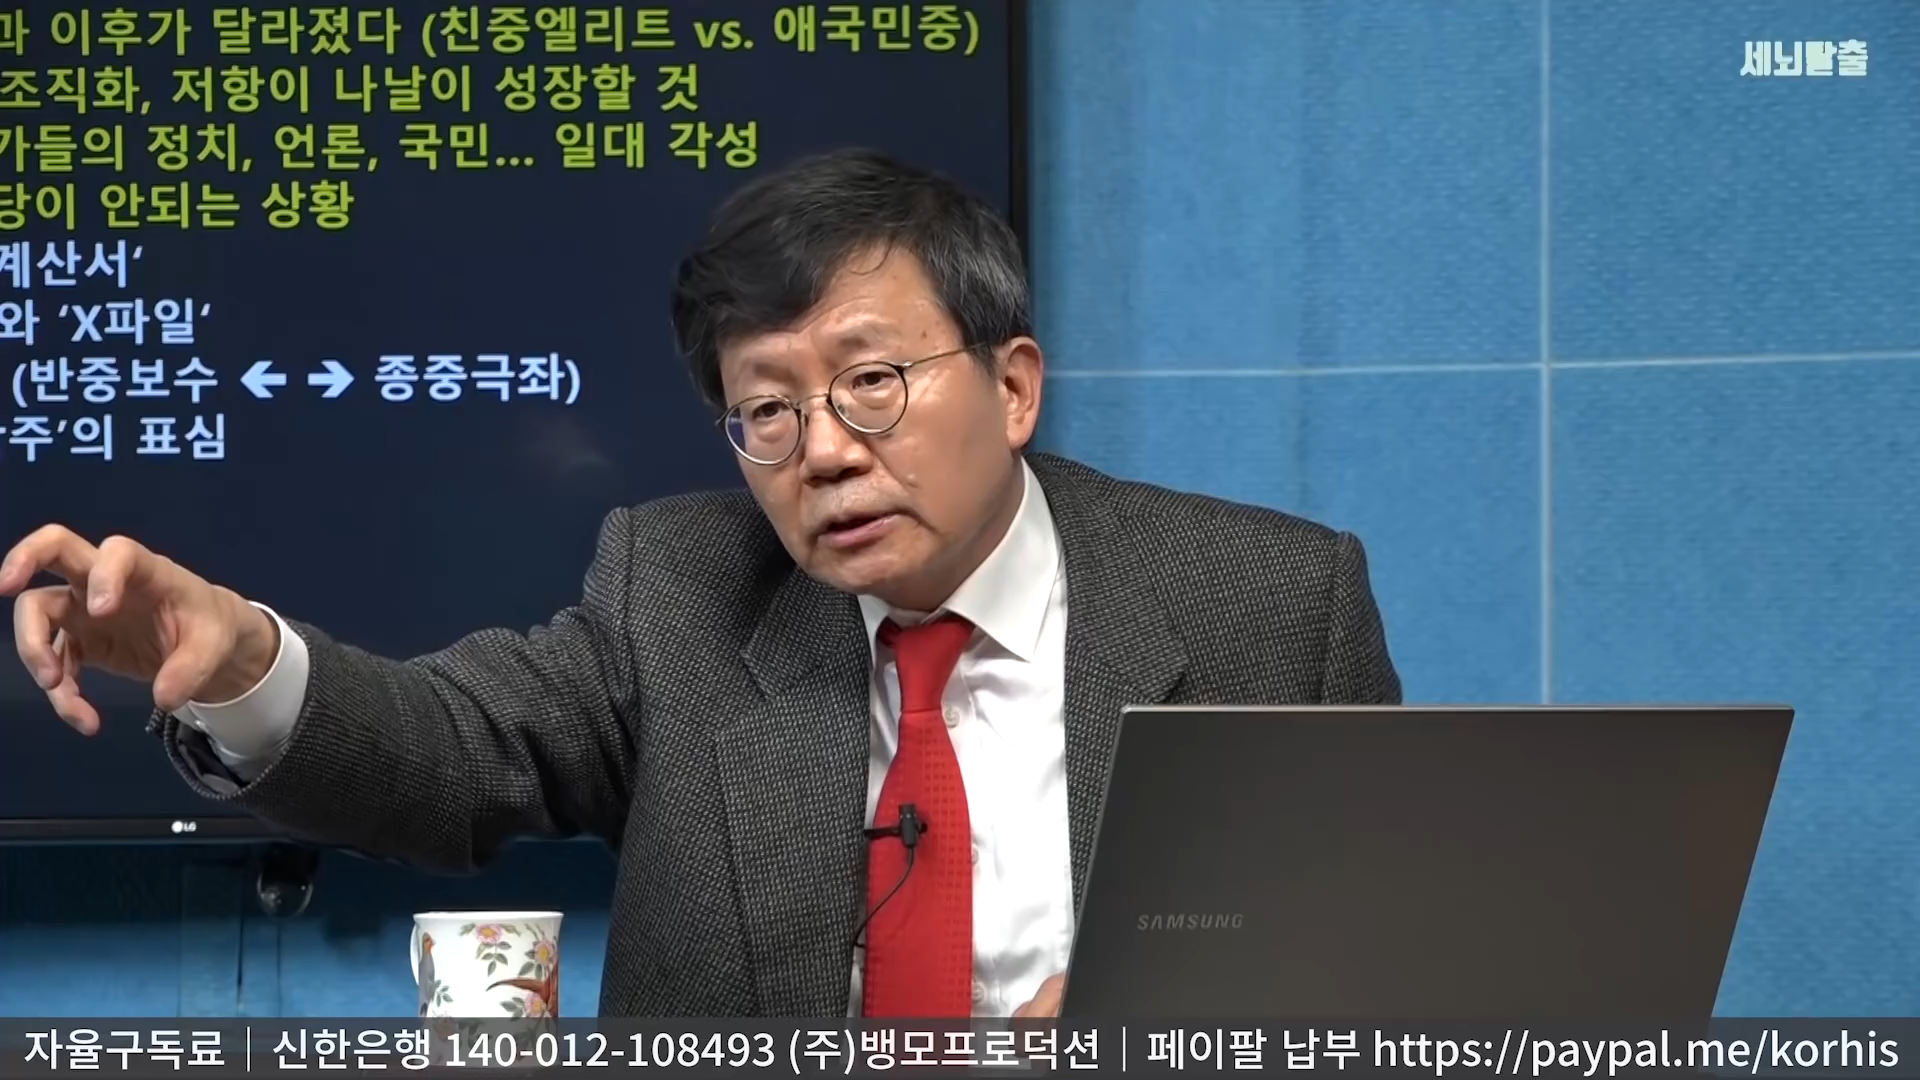 과 이후가 달라졌다 (친중엘리트 vs. 애국민중)
조직화, 저항이 나날이 성장할 것
가들의 정치, 언론, 국민... 일대 각성
당이 안되는 상황
계산서‘
와 ‘X파일‘
(반중보수 ← → 종중극좌)
주’의 표심
세뇌탈출
LG
SAMSUNG
자율구독료│신한은행 140-012-108493 (주)뱅모프로덕션│페이팔 납부 https://paypal.me/korhis